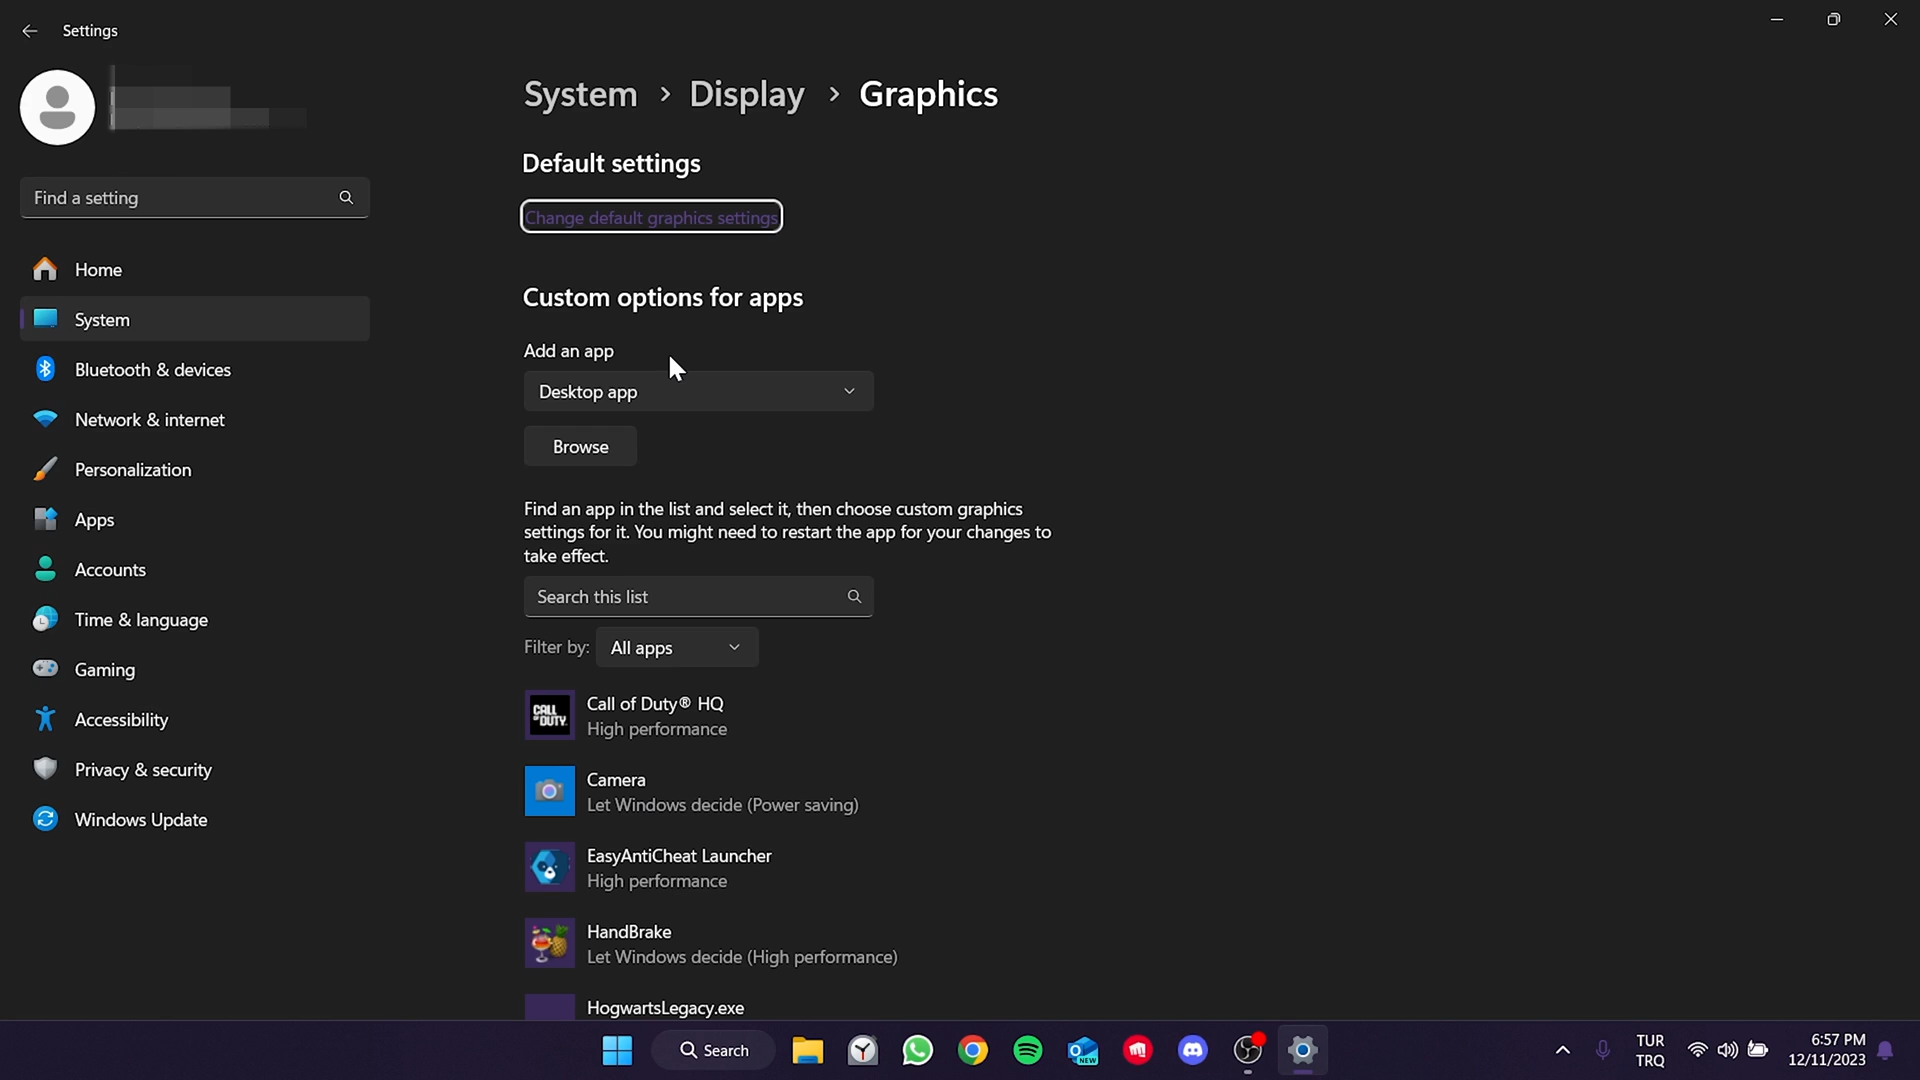 Settings
Find a setting
Home
System
Bluetooth & devices
Network & internet
Personalization
Apps
Accounts
Time & language
Gaming
Accessibility
Privacy & security
Windows Update
System > Display > Graphics
Default settings
Change default graphics settings
Custom options for apps
Add an app
Desktop app
Browse
Find an app in the list and select it, then choose custom graphics
settings for it. You might need to restart the app for your changes to
take effect.
Search this list
Filter by: All apps
CALL OF DUTY.
Call of Duty® HQ
High performance
Camera
Let Windows decide (Power saving)
EasyAntiCheat Launcher
High performance
HandBrake
Let Windows decide (High performance)
HogwartsLegacy.exe
Search
NEW
TUR
TRQ
6:57 PM
12/11/2023